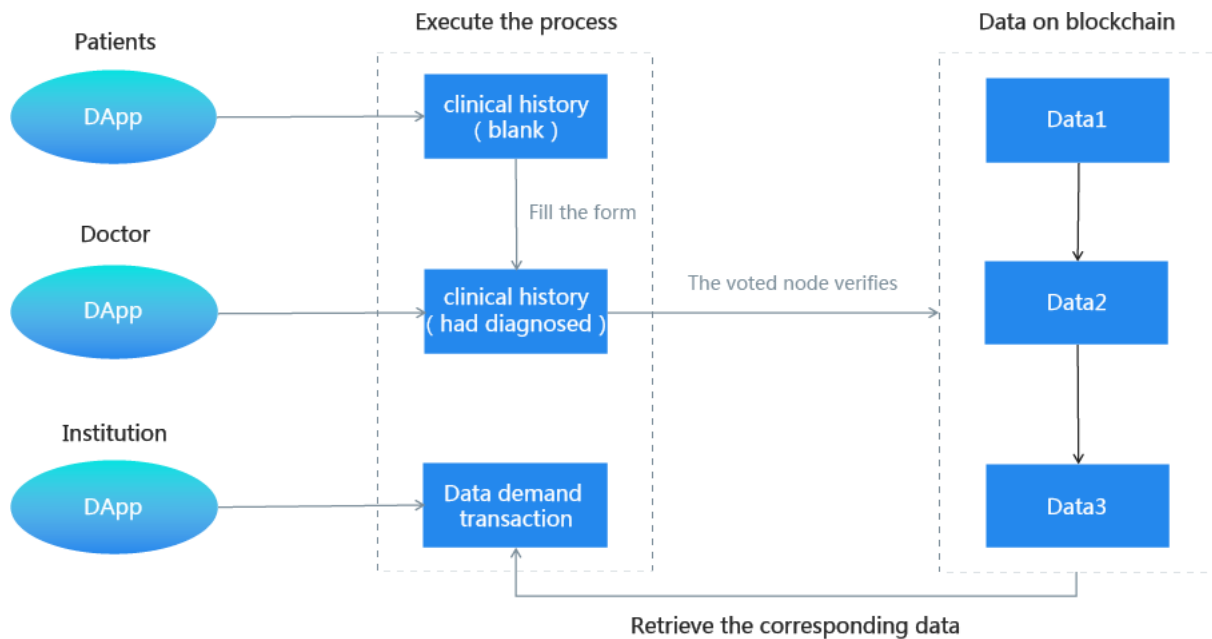 Execute the process
Data on blockchain
Patients
DApp
clinical history
( blank )
Data1
Fill the form
Doctor
DApp
clinical history
( had diagnosed )
The voted node verifies
Data2
Institution
DApp
Data demand
transaction
Data3
Retrieve the corresponding data